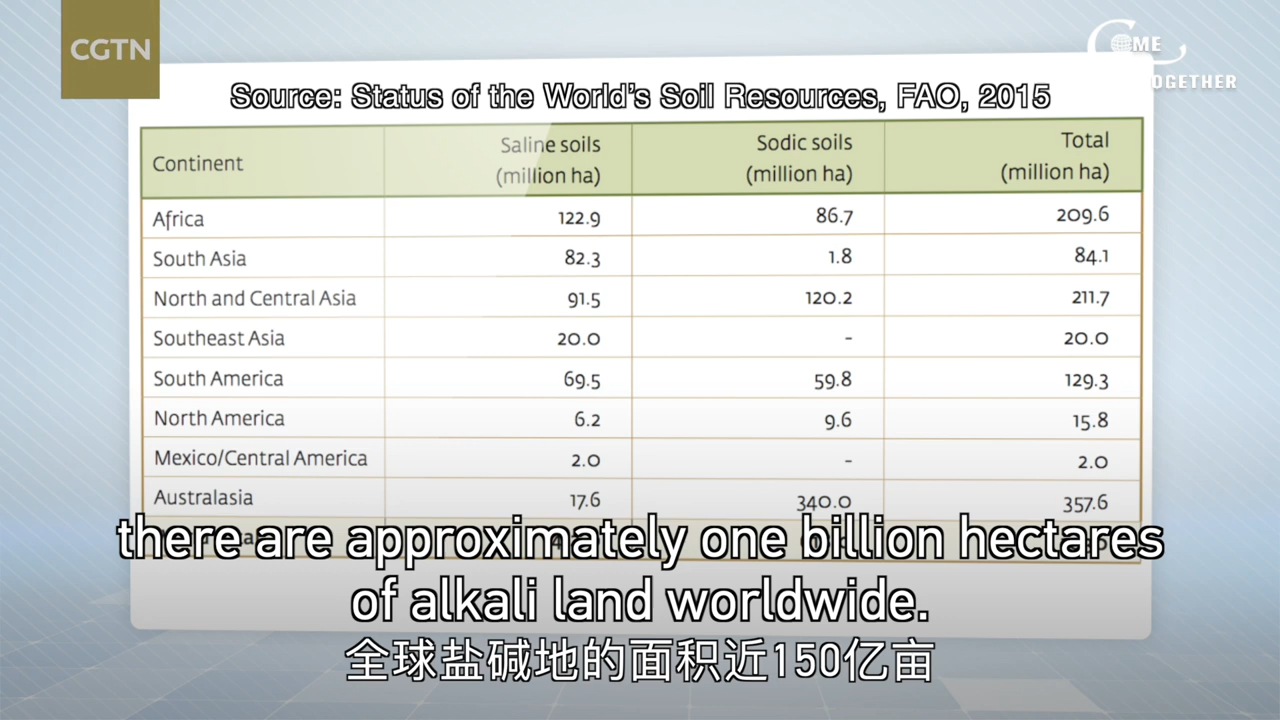 CGTN
COME
TOGETHER
Source: Status of the World's Soil Resources, FAO, 2015
Continent Saline soils (million ha) Sodic soils (million ha) Total (million ha)
Africa 122.9 86.7 209.6
South Asia 82.3 1.8 84.1
North and Central Asia 91.5 120.2 211.7
Southeast Asia 20.0 - 20.0
South America 69.5 59.8 129.3
North America 6.2 9.6 15.8
Mexico/Central America 2.0 - 2.0
Australasia 17.6 340.0 357.6
there are approximately one billion hectares
of alkali land worldwide.
全球盐碱地的面积近150亿亩